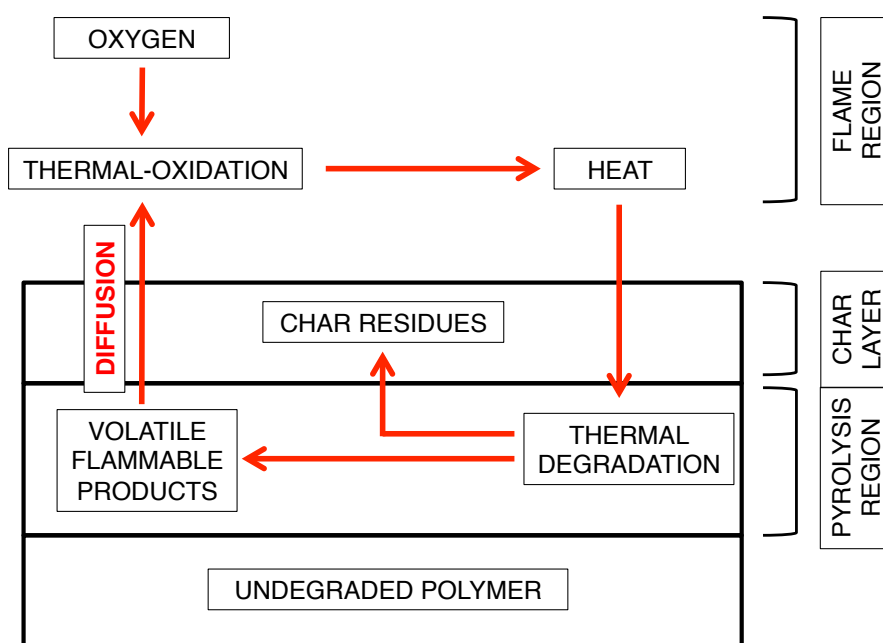 OXYGEN
THERMAL-OXIDATION
HEAT
FLAME
REGION
DIFFUSION
CHAR RESIDUES
CHAR
LAYER
VOLATILE
FLAMMABLE
PRODUCTS
THERMAL
DEGRADATION
PYROLYSIS
REGION
UNDEGRADED POLYMER